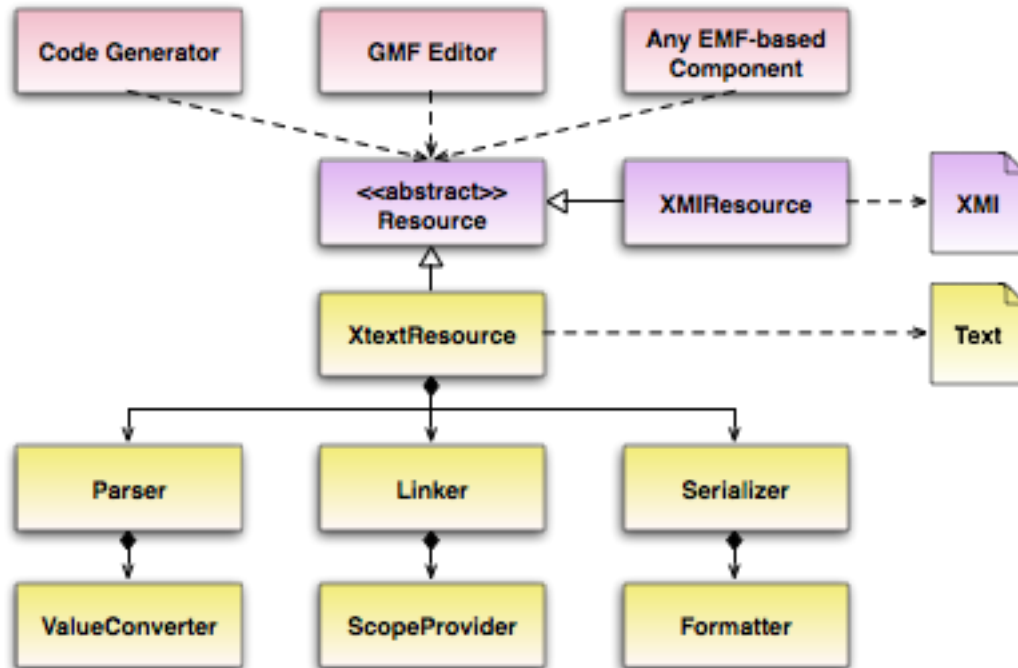 Code Generator
GMF Editor
Any EMF-based
Component
<<abstract>>
Resource
XMIResource
XMI
XtextResource
Text
Parser
Linker
Serializer
ValueConverter
ScopeProvider
Formatter